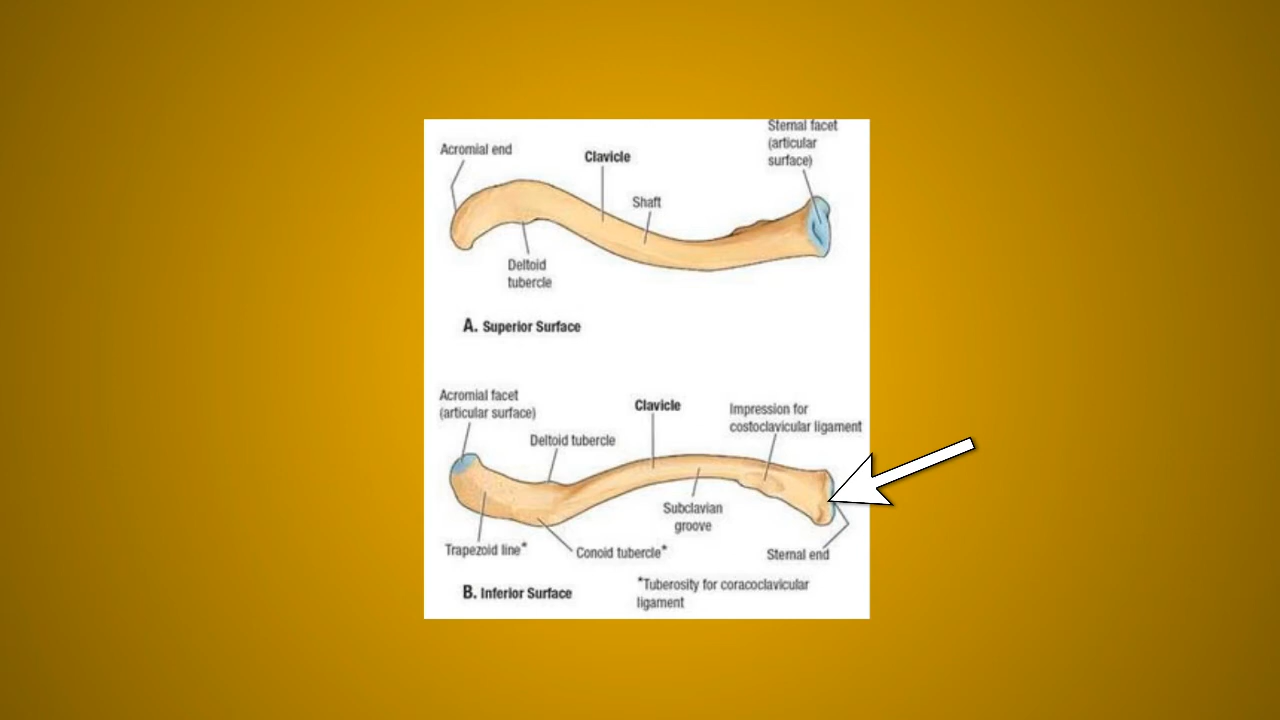 Sternal facet
(articular
surface)
Acromial end
Clavicle
Shaft
Deltoid
tubercle
A. Superior Surface
Acromial facet
(articular surface)
Clavicle
Impression for
costoclavicular ligament
Deltoid tubercle
Subclavian
groove
Trapezoid line*
Conoid tubercle*
Sternal end
B. Inferior Surface
*Tuberosity for coracoclavicular
ligament